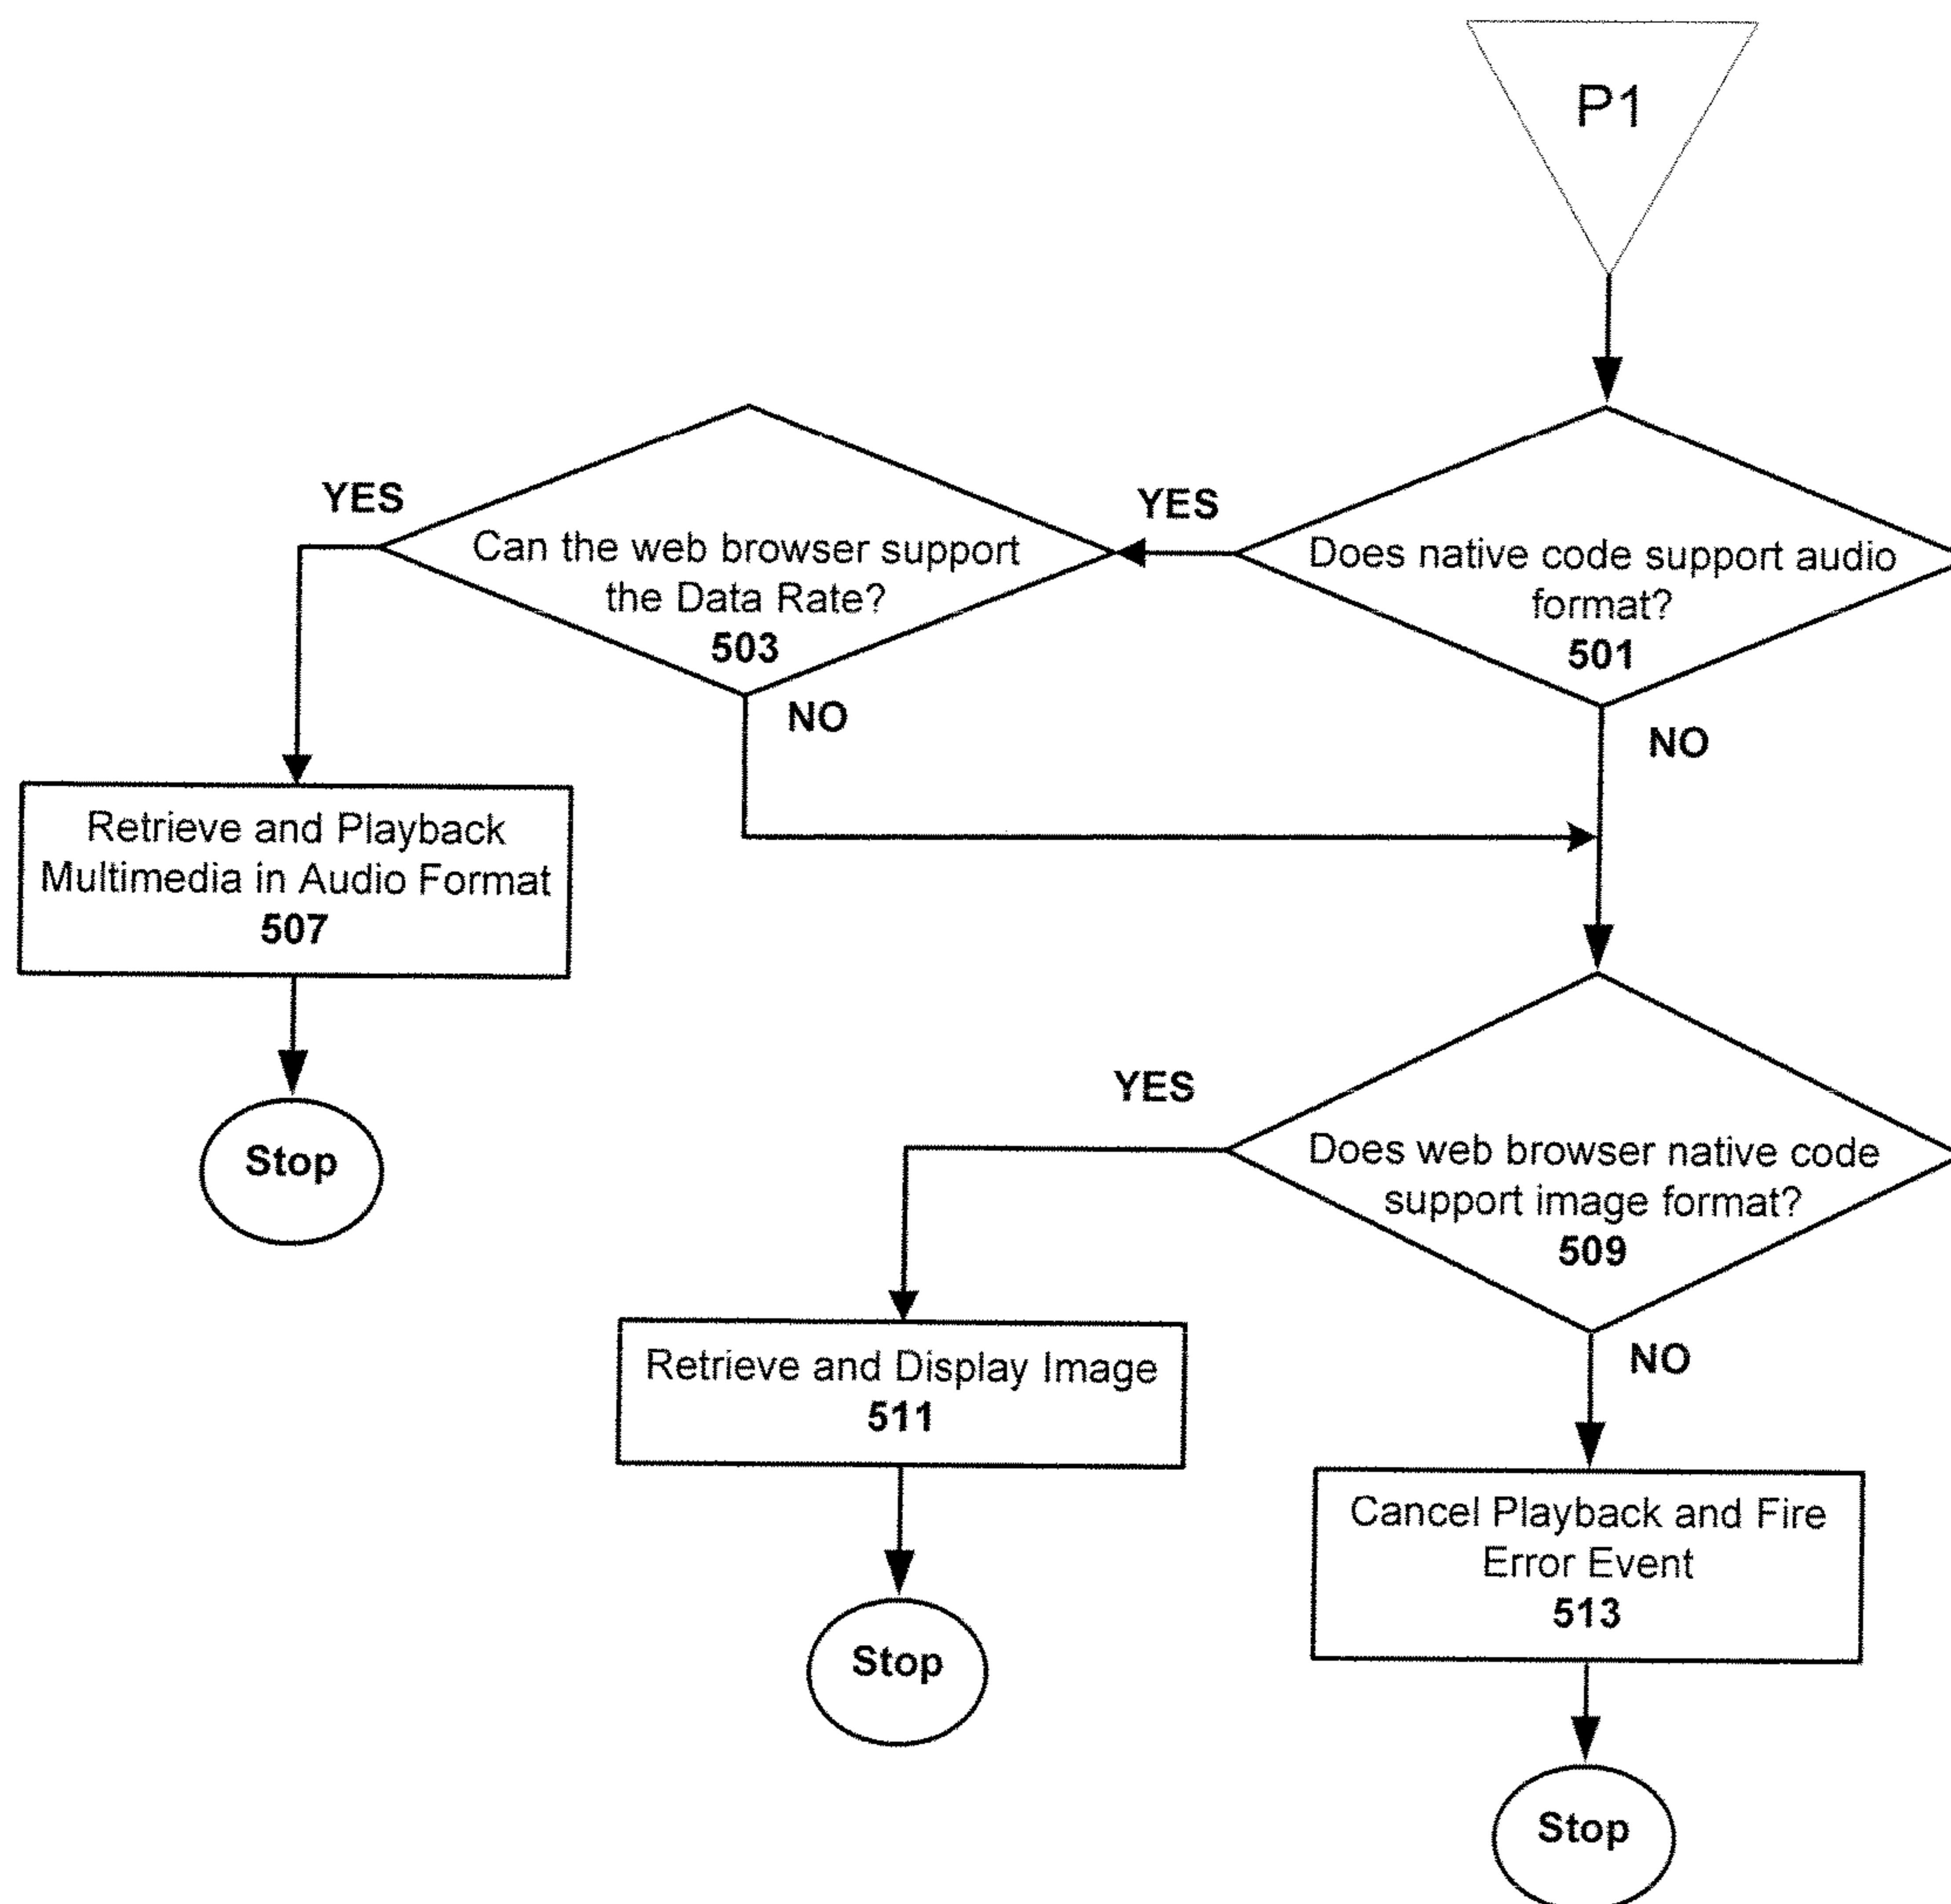 P1
YES
Can the web browser support
the Data Rate?
503
YES
Does native code support audio
format?
501
NO
NO
Retrieve and Playback
Multimedia in Audio Format
507
Stop
YES
Does web browser native code
support image format?
509
NO
Retrieve and Display Image
511
Stop
Cancel Playback and Fire
Error Event
513
Stop